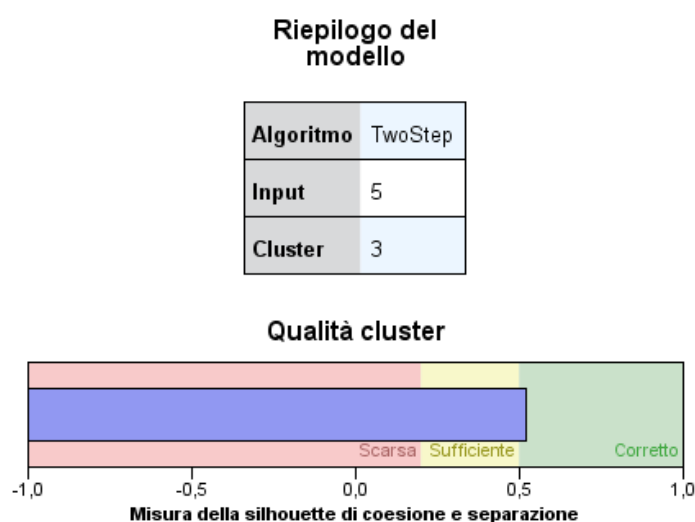 Riepilogo del
modello
Algoritmo TwoStep
Input 5
Cluster 3
Qualità cluster
Scarsa Sufficiente Corretto
-1,0 -0,5 0,0 0,5 1,0
Misura della silhouette di coesione e separazione